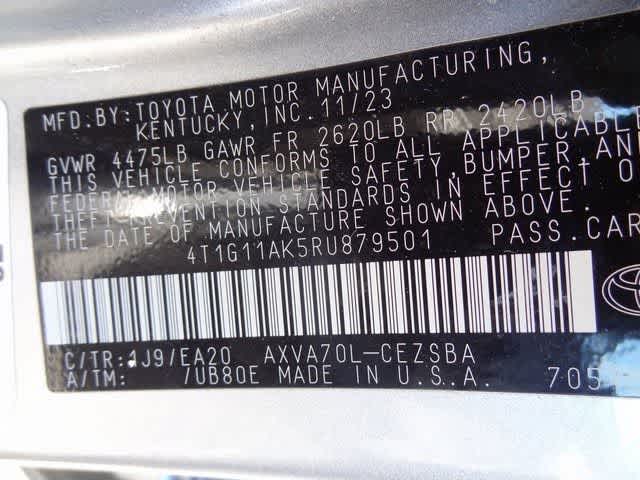 MFD.BY:TOYOTA MOTOR MANUFACTURING,
KENTUCKY,INC.11/23
GVWR 4475LB GAWR FR 2620LB RR 2420LB
THIS VEHICLE CONFORMS TO ALL APPLICABLE
FEDERAL MOTOR VEHICLE SAFETY,BUMPER,AND
THEFT PREVENTION STANDARDS IN EFFECT O
THE DATE OF MANUFACTURE SHOWN ABOVE.
4T1G11AK5RU879501 PASS.CAR
C/TR:1J9/EA20 AXVA70L-CEZSBA
A/TM: 7UB80E MADE IN U.S.A. 705